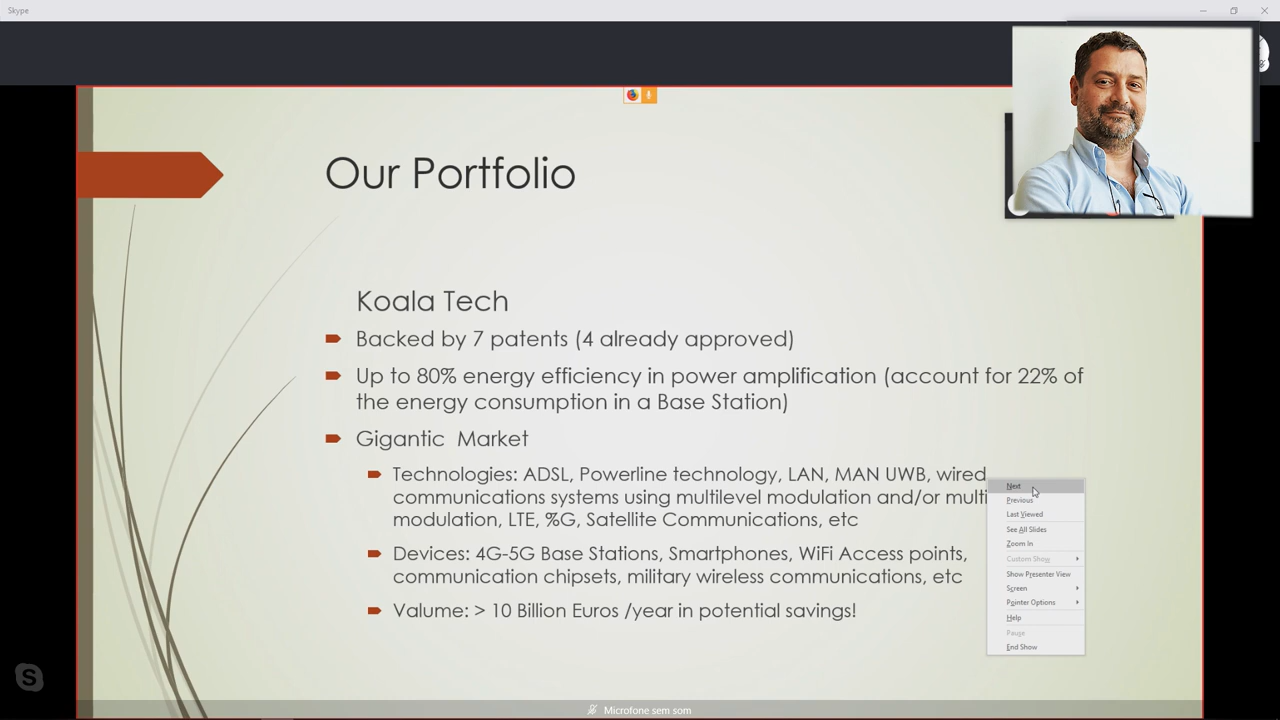 Skype
Our Portfolio
Koala Tech
Backed by 7 patents (4 already approved)
Up to 80% energy efficiency in power amplification (account for 22% of
the energy consumption in a Base Station)
Gigantic Market
Technologies: ADSL, Powerline technology, LAN, MAN UWB, wired
communications systems using multilevel modulation and/or multi
modulation, LTE, %G, Satellite Communications, etc
Devices: 4G-5G Base Stations, Smartphones, WiFi Access points,
communication chipsets, military wireless communications, etc
Valume: > 10 Billion Euros /year in potential savings!
Next
Previous
Last Viewed
See All Slides
Zoom In
Custom Show
Show Presenter View
Screen
Pointer Options
Help
Pause
End Show
S
Microfone sem som